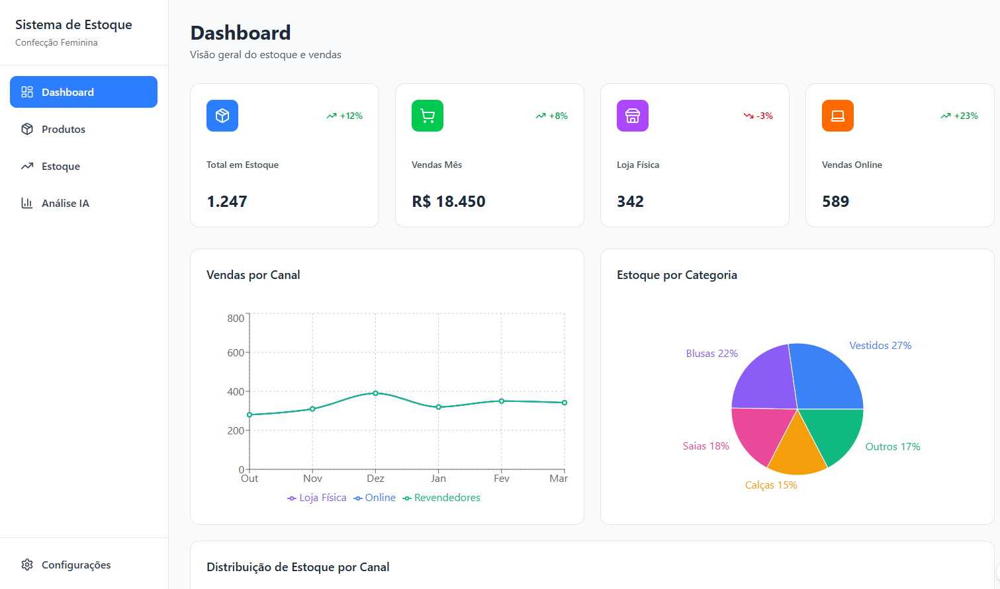 Sistema de Estoque
Confecção Feminina
Dashboard
Produtos
Estoque
Análise IA
Configurações
Dashboard
Visão geral do estoque e vendas
+12%
Total em Estoque
1.247
+8%
Vendas Mês
R$ 18.450
-3%
Loja Física
342
+23%
Vendas Online
589
Vendas por Canal
800
600
400
200
0
Out Nov Dez Jan Fev Mar
Loja Física Online Revendedores
Estoque por Categoria
Vestidos 27%
Blusas 22%
Saias 18%
Outros 17%
Calças 15%
Distribuição de Estoque por Canal